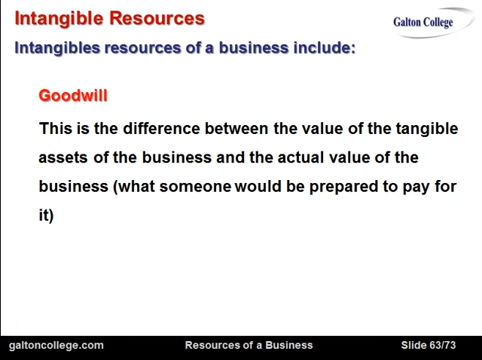 Intangible Resources
Galton College
Intangibles resources of a business include:
Goodwill
This is the difference between the value of the tangible
assets of the business and the actual value of the
business (what someone would be prepared to pay for
it)
galtoncollege.com
Resources of a Business
Slide 63/73